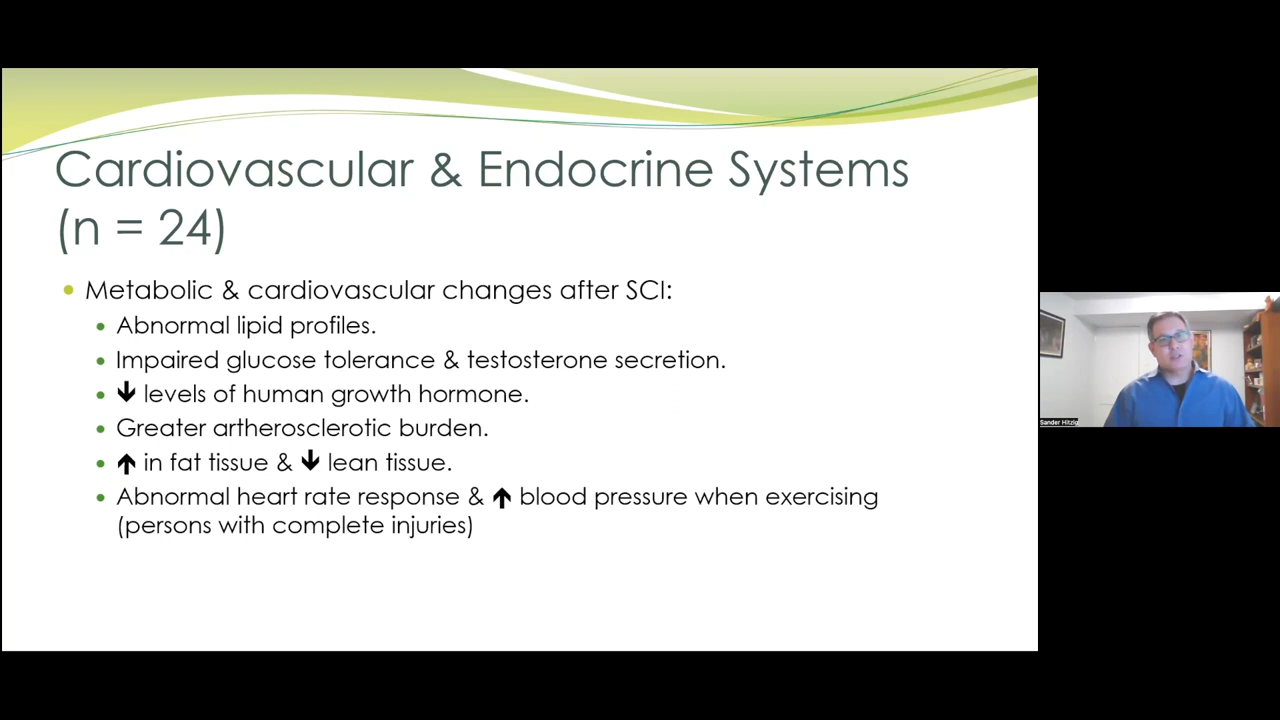 Cardiovascular & Endocrine Systems
(n = 24)
• Metabolic & cardiovascular changes after SCI:
• Abnormal lipid profiles.
• Impaired glucose tolerance & testosterone secretion.
• 🡻 levels of human growth hormone.
• Greater artherosclerotic burden.
• 🡹 in fat tissue & 🡻 lean tissue.
• Abnormal heart rate response & 🡹 blood pressure when exercising
(persons with complete injuries)
Sander Hitzig